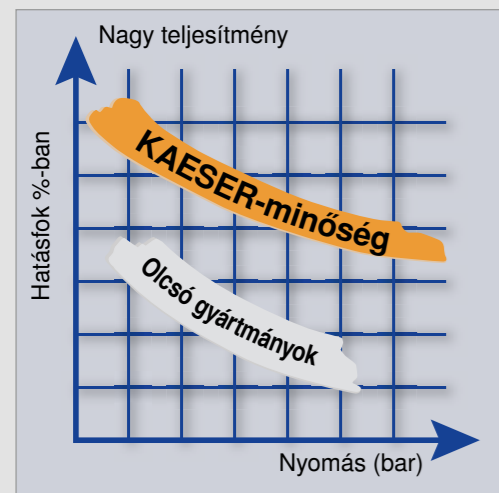 Nagy teljesítmény
Hatásfok %-ban
KAESER-minőség
Olcsó gyártmányok
Nyomás (bar)